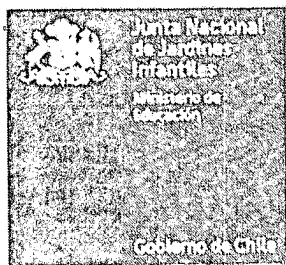 Junta Nacional
de Jardines
Infantiles
Ministerio de
Educación
Gobierno de Chile